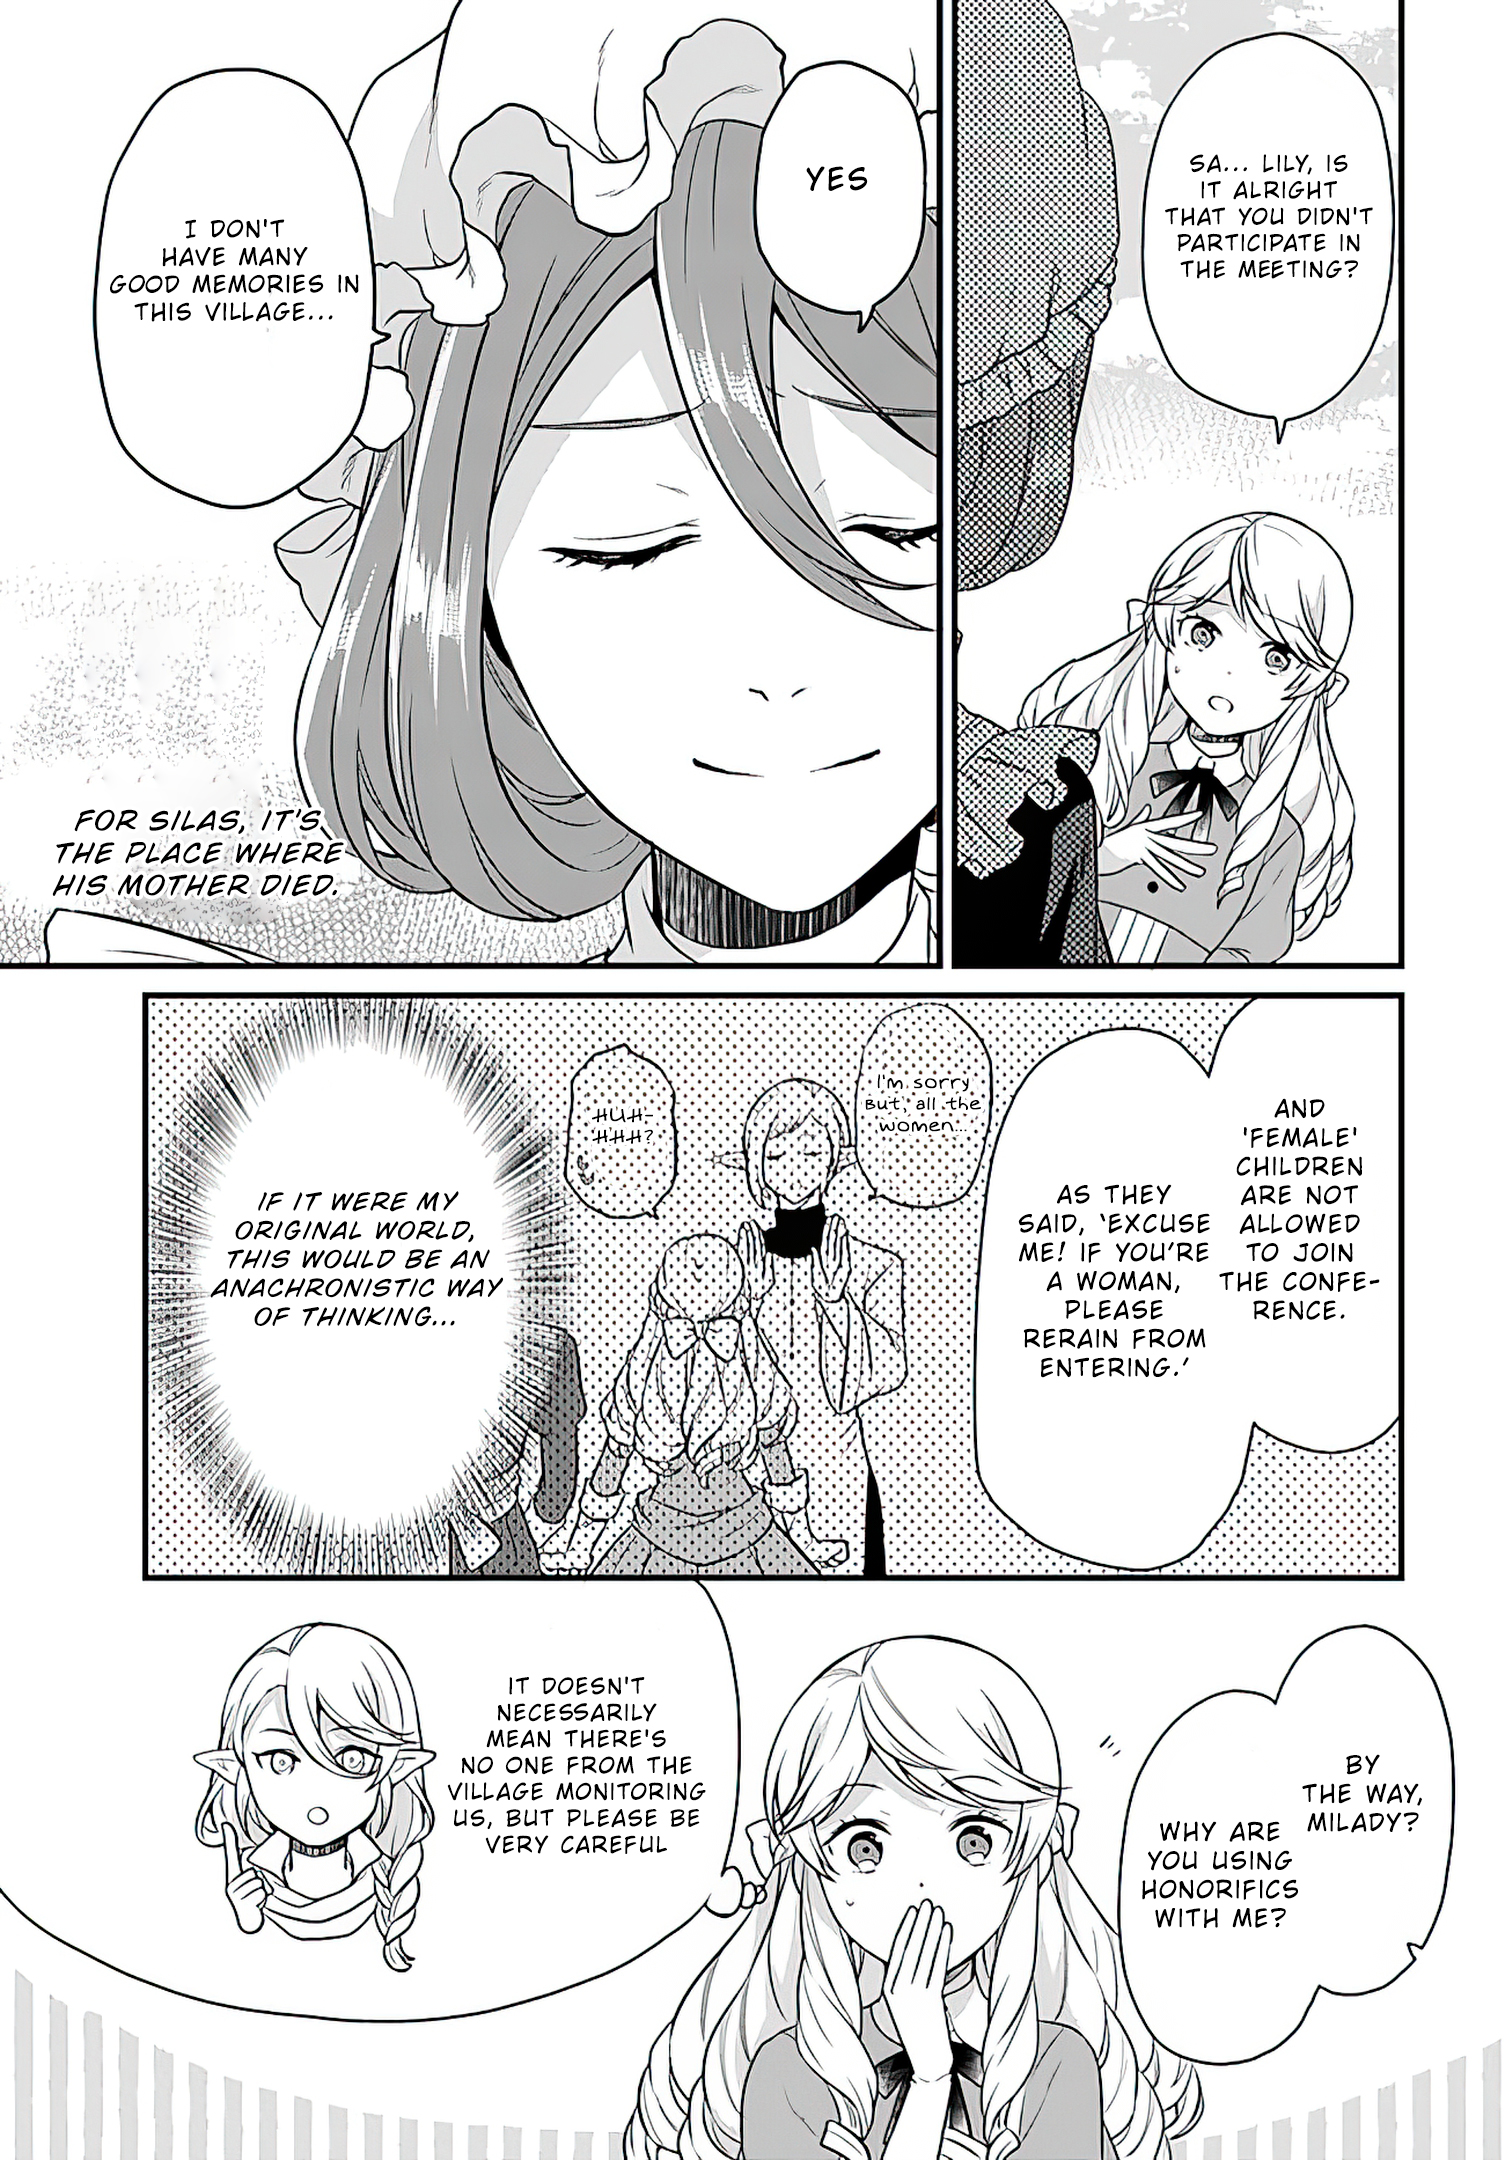 SA... LILY, IS
IT ALRIGHT
THAT YOU DIDN'T
PARTICIPATE IN
THE MEETING?
YES
I DON'T
HAVE MANY
GOOD MEMORIES IN
THIS VILLAGE...
FOR SILAS, IT'S
THE PLACE WHERE
HIS MOTHER DIED.
AND
'FEMALE'
CHILDREN
ARE NOT
ALLOWED
TO JOIN
THE CONFE-
RENCE.
AS THEY
SAID, 'EXCUSE
ME! IF YOU'RE
A WOMAN,
PLEASE
RERAIN FROM
ENTERING.'
I'm sorry
But, all the
women...
HUH-
HHH?
IF IT WERE MY
ORIGINAL WORLD,
THIS WOULD BE AN
ANACHRONISTIC WAY
OF THINKING...
BY
THE WAY,
MILADY?
WHY ARE
YOU USING
HONORIFICS
WITH ME?
IT DOESN'T
NECESSARILY
MEAN THERE'S
NO ONE FROM THE
VILLAGE MONITORING
US, BUT PLEASE BE
VERY CAREFUL